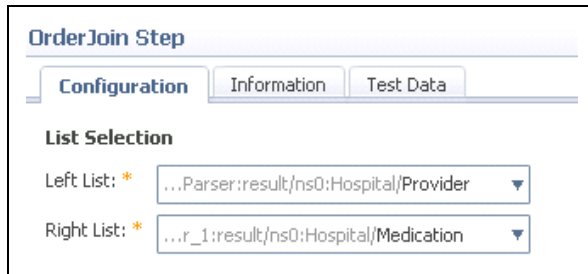 OrderJoin Step
Configuration Information Test Data
List Selection
Left List: * ...Parser:result/ns0:Hospital/Provider
Right List: * ...r_1:result/ns0:Hospital/Medication